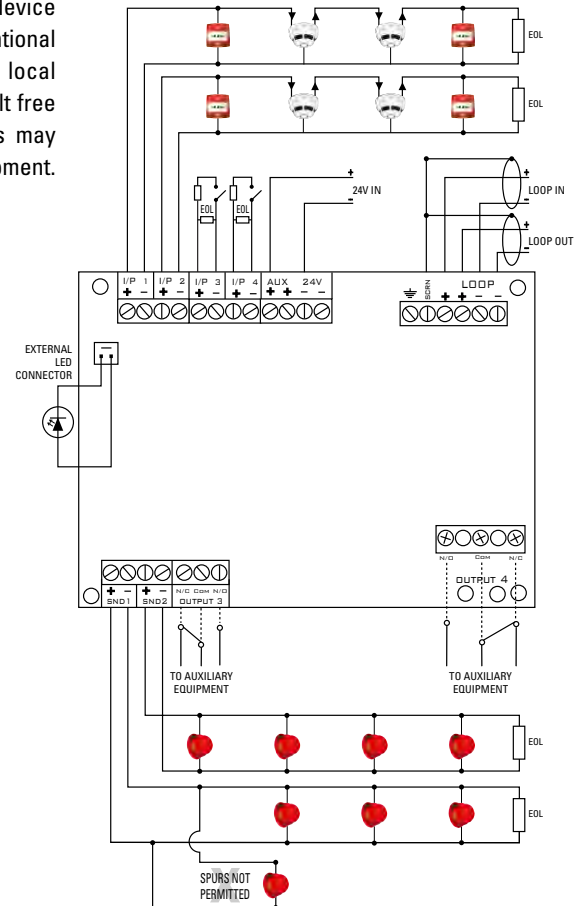 device
tional
local
lt free
s may
pment.
EOL
EOL
EOL EOL
+
24V IN
-
+
LOOP IN
-
+
LOOP OUT
-
I/P 1 I/P 2 I/P 3 I/P 4 AUX 24V
+ - + - + - + - + + - -
SCRN LOOP
+ + - -
EXTERNAL
LED
CONNECTOR
N/O COM N/C
OUTPUT 4
+ - + - N/C COM N/O
SND1 SND2 OUTPUT 3
TO AUXILIARY
EQUIPMENT
TO AUXILIARY
EQUIPMENT
EOL
EOL
X
SPURS NOT
PERMITTED